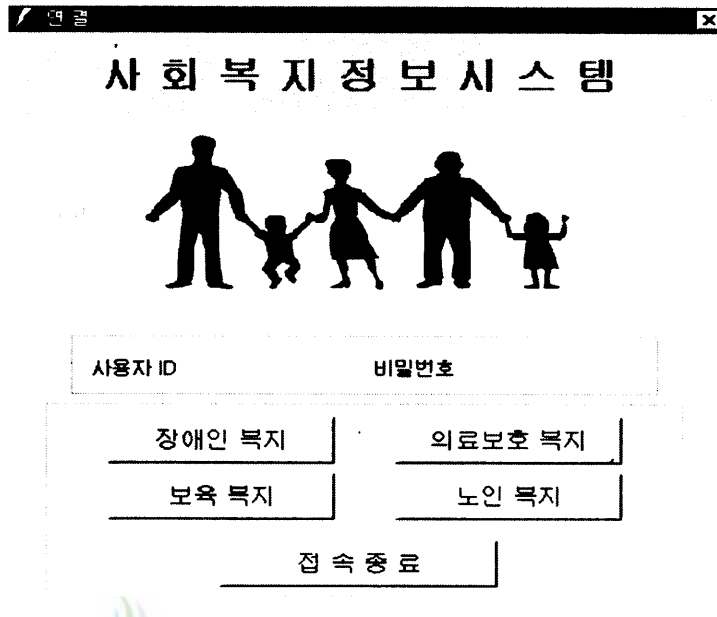 연결
사 회 복 지 정 보 시 스 템
사용자 ID 비밀번호
장애인 복지 의료보호 복지
보육 복지 노인 복지
접 속 종 료